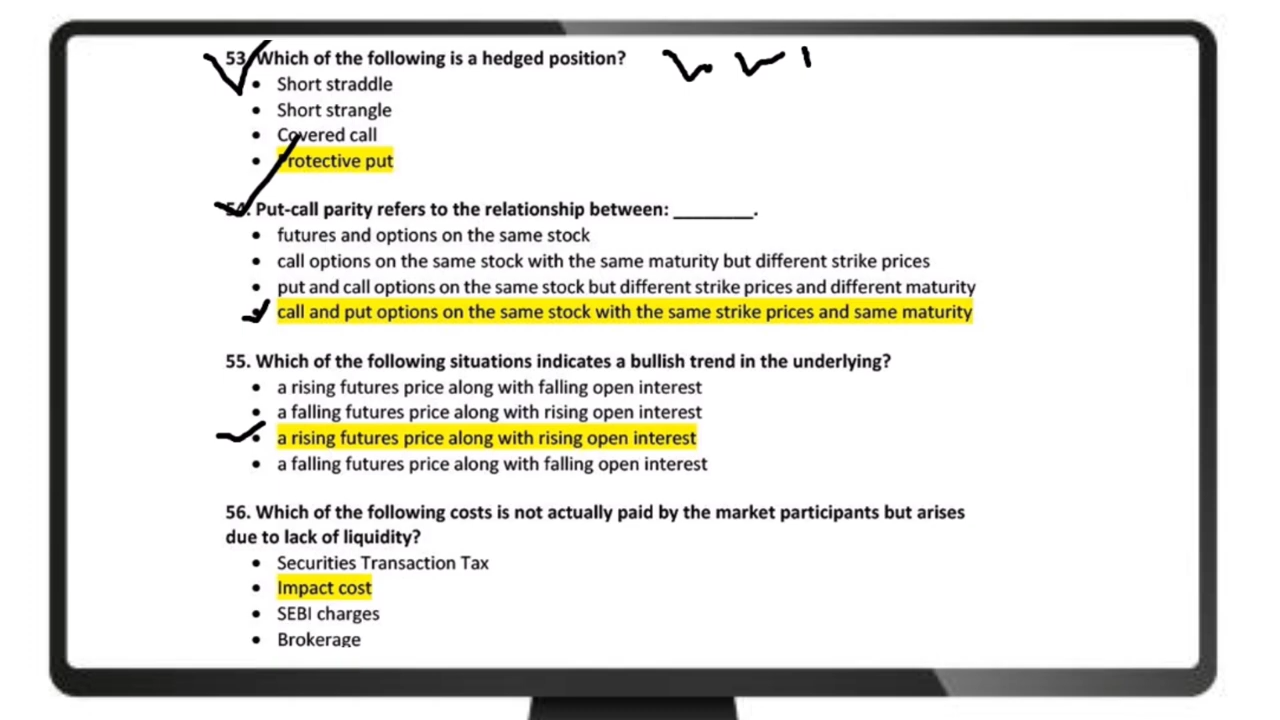 53. Which of the following is a hedged position?
• Short straddle
• Short strangle
• Covered call
• Protective put
54. Put-call parity refers to the relationship between: ________.
• futures and options on the same stock
• call options on the same stock with the same maturity but different strike prices
• put and call options on the same stock but different strike prices and different maturity
• call and put options on the same stock with the same strike prices and same maturity
55. Which of the following situations indicates a bullish trend in the underlying?
• a rising futures price along with falling open interest
• a falling futures price along with rising open interest
• a rising futures price along with rising open interest
• a falling futures price along with falling open interest
56. Which of the following costs is not actually paid by the market participants but arises
due to lack of liquidity?
• Securities Transaction Tax
• Impact cost
• SEBI charges
• Brokerage